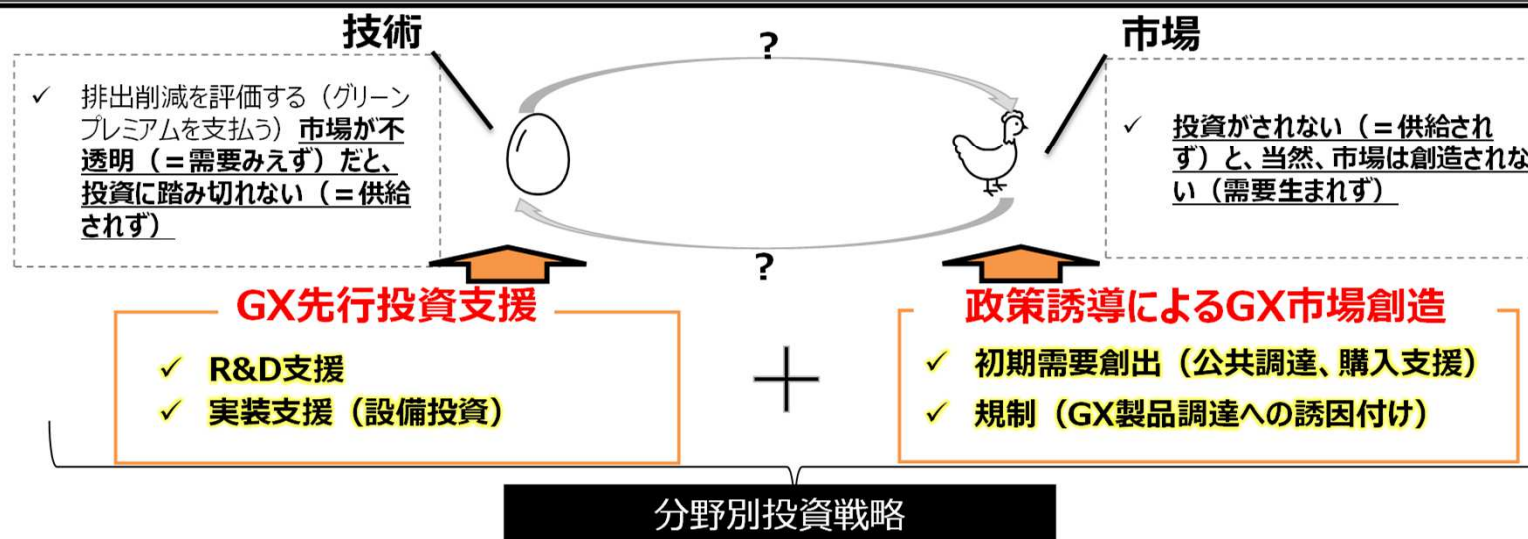 技術
?
市場
✓ 排出削減を評価する（グリーン
プレミアムを支払う）市場が不
透明（＝需要みえず）だと、
投資に踏み切れない（＝供給
されず）
✓ 投資がされない（＝供給され
ず）と、当然、市場は創造されな
い（需要生まれず）
?
GX先行投資支援
✓ R&D支援
✓ 実装支援（設備投資）
＋
政策誘導によるGX市場創造
✓ 初期需要創出（公共調達、購入支援）
✓ 規制（GX製品調達への誘因付け）
分野別投資戦略